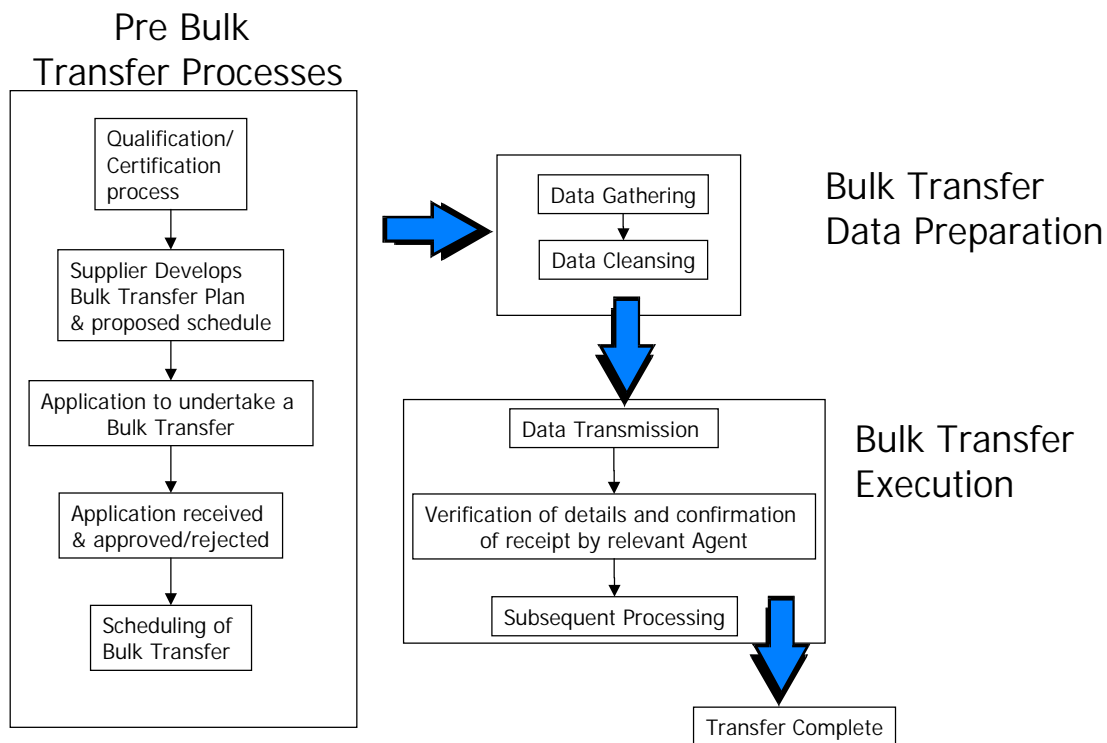 Pre Bulk
Transfer Processes
Qualification/
Certification
process
Supplier Develops
Bulk Transfer Plan
& proposed schedule
Application to undertake a
Bulk Transfer
Application received
& approved/rejected
Scheduling of
Bulk Transfer
Data Gathering
Data Cleansing
Bulk Transfer
Data Preparation
Data Transmission
Verification of details and confirmation
of receipt by relevant Agent
Subsequent Processing
Bulk Transfer
Execution
Transfer Complete